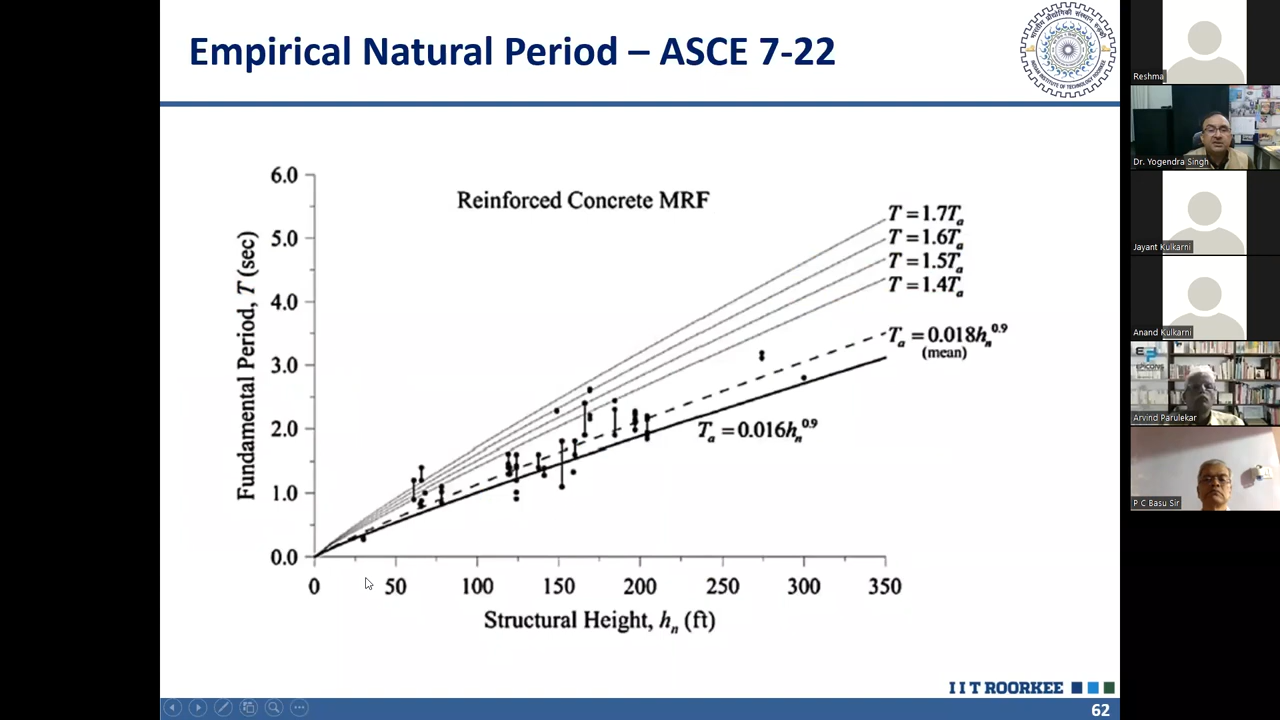 Empirical Natural Period – ASCE 7-22
Reinforced Concrete MRF
6.0
5.0
4.0
3.0
2.0
1.0
0.0
Fundamental Period, T (sec)
T = 1.7Tₐ
T = 1.6Tₐ
T = 1.5Tₐ
T = 1.4Tₐ
Tₐ = 0.018hₙ^0.9
(mean)
Tₐ = 0.016hₙ^0.9
0 50 100 150 200 250 300 350
Structural Height, hₙ (ft)
I I T ROORKEE
62
Reshma
Dr. Yogendra Singh
Jayant Kulkarni
Anand Kulkarni
Arvind Parulekar
P C Basu Sir